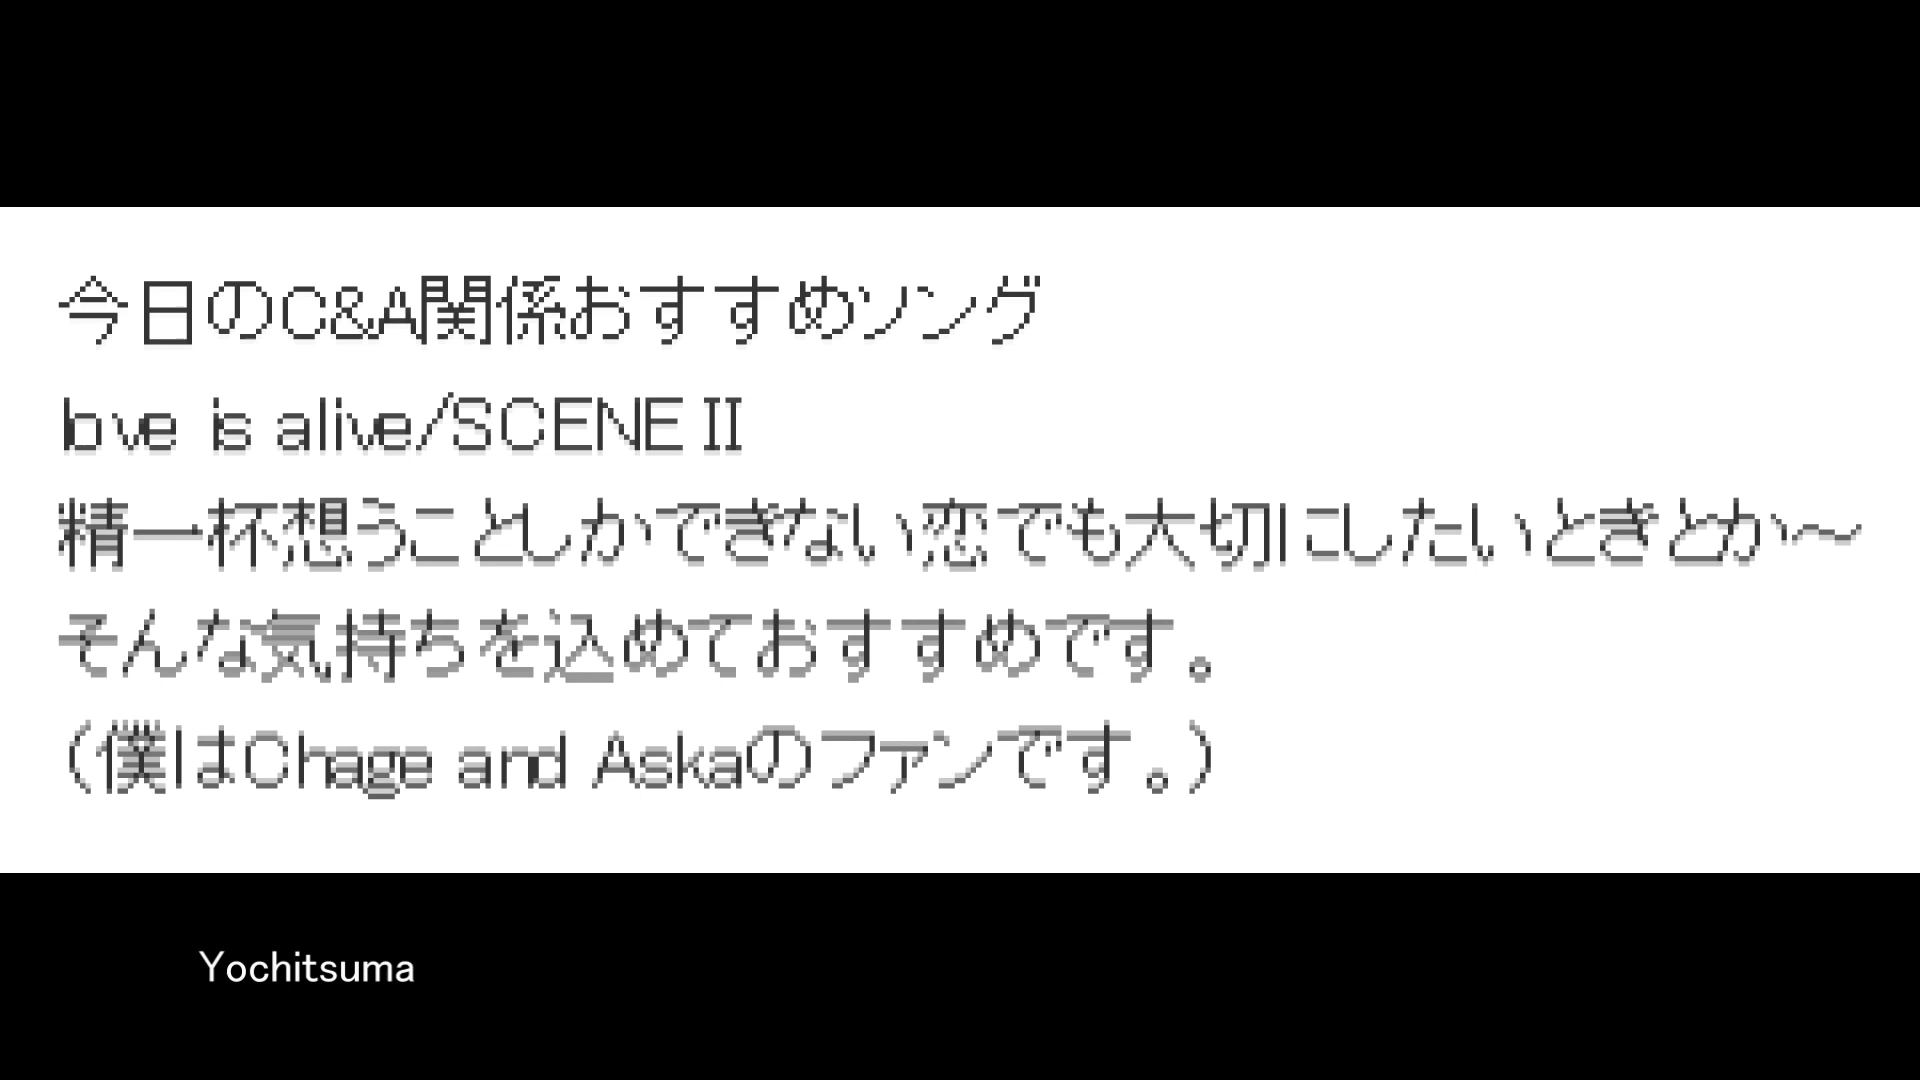 今日のC&A関係おすすめソング
love is alive/SCENE II
精一杯想うことしかできない恋でも大切にしたいときとか～
そんな気持ちを込めておすすめです。
（僕はChage and Askaのファンです。）
Yochitsuma